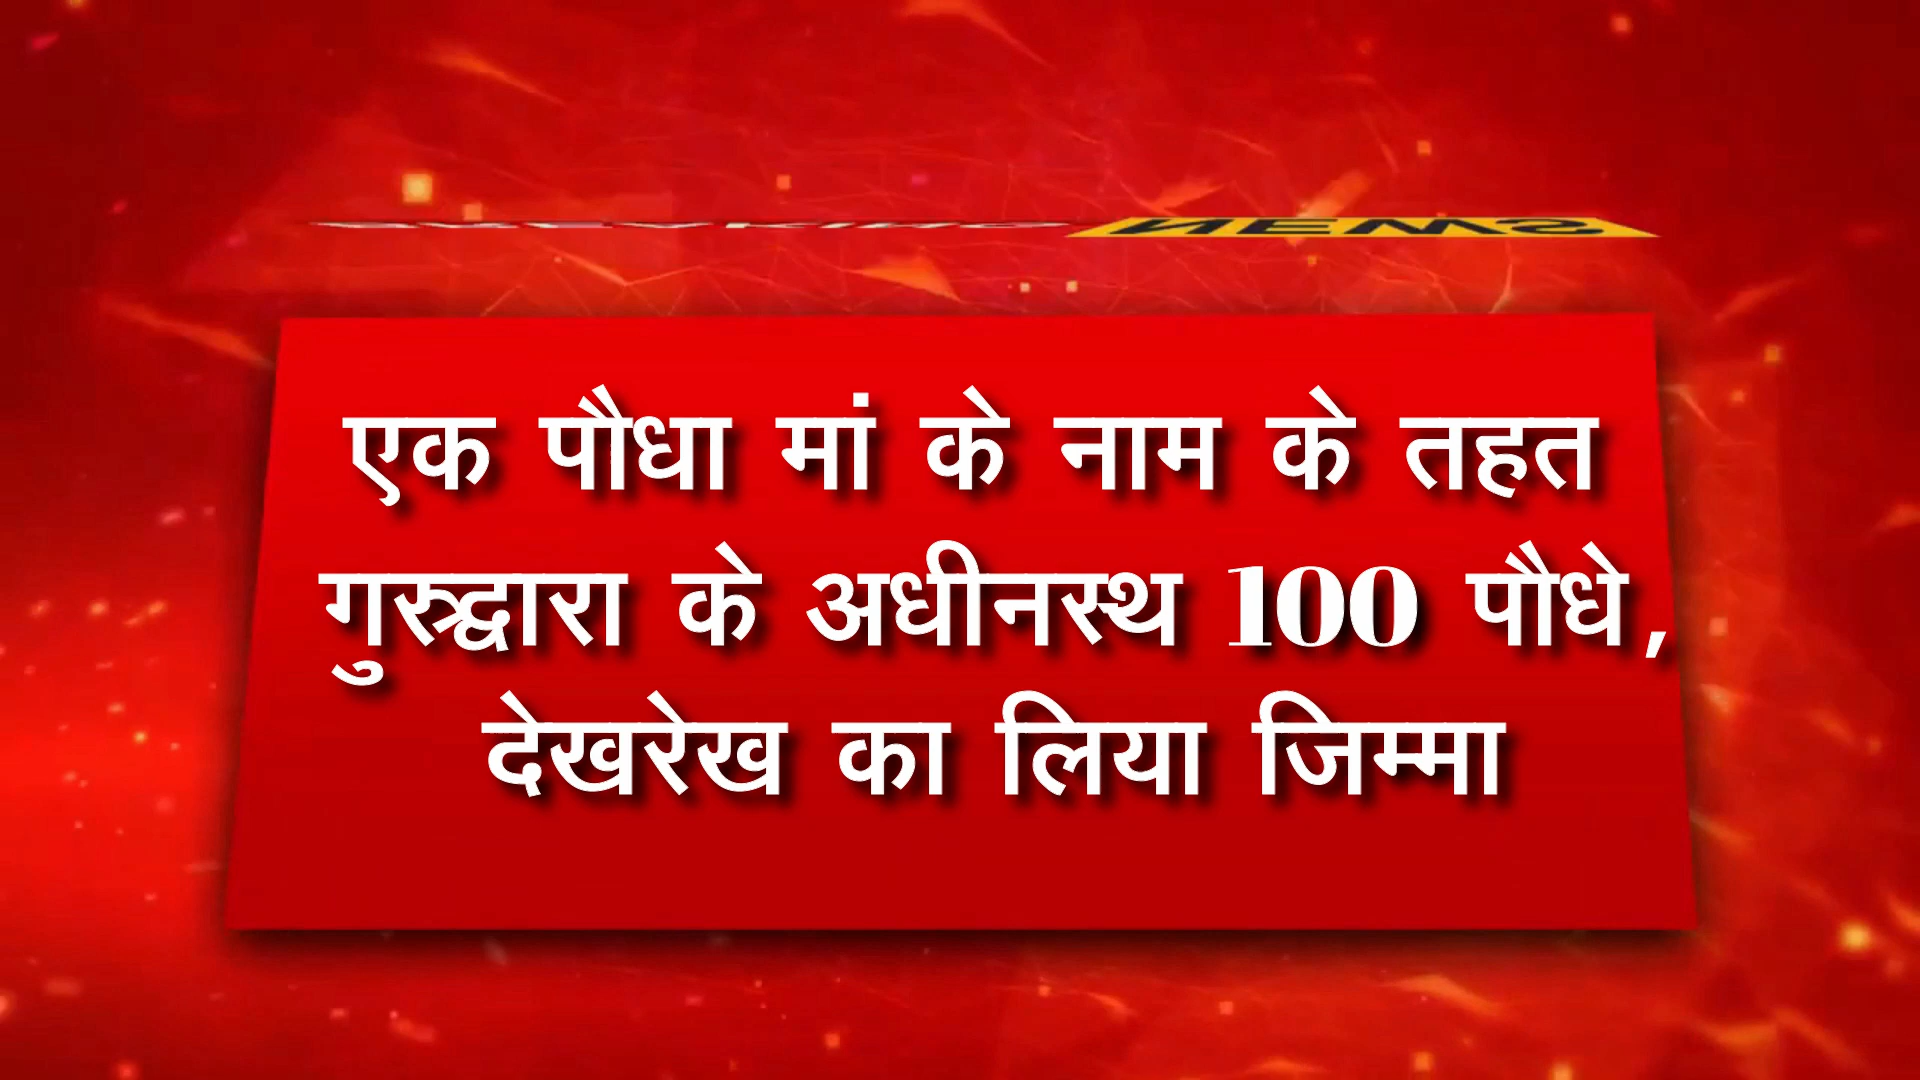 एक पौधा मां के नाम के तहत
गुरुद्वारा के अधीनस्थ 100 पौधे,
देखरेख का लिया जिम्मा